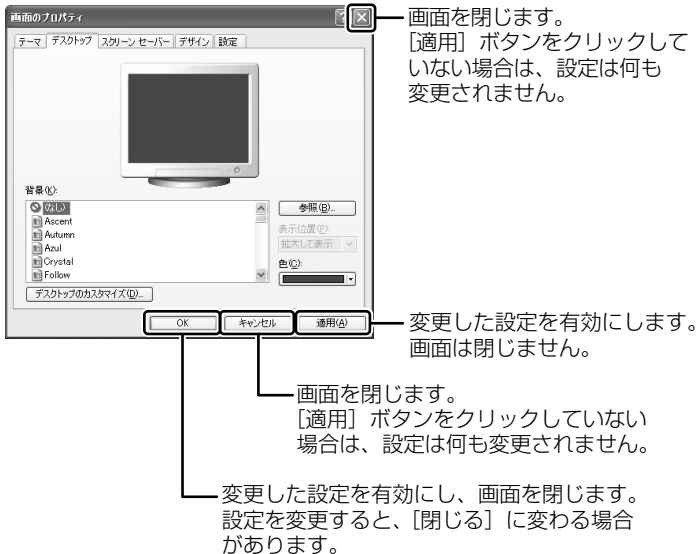 画面のプロパティ
?
テーマ デスクトップ スクリーン セーバー デザイン 設定
背景(K):
(なし)
Ascent
Autumn
Azul
Crystal
Follow
参照(B)...
表示位置(P):
拡大して表示
色(C):
デスクトップのカスタマイズ(D)...
OK キャンセル 適用(A)
画面を閉じます。
[適用]ボタンをクリックして
いない場合は、設定は何も
変更されません。
変更した設定を有効にします。
画面は閉じません。
画面を閉じます。
[適用]ボタンをクリックしていない
場合は、設定は何も変更されません。
変更した設定を有効にし、画面を閉じます。
設定を変更すると、[閉じる]に変わる場合
があります。